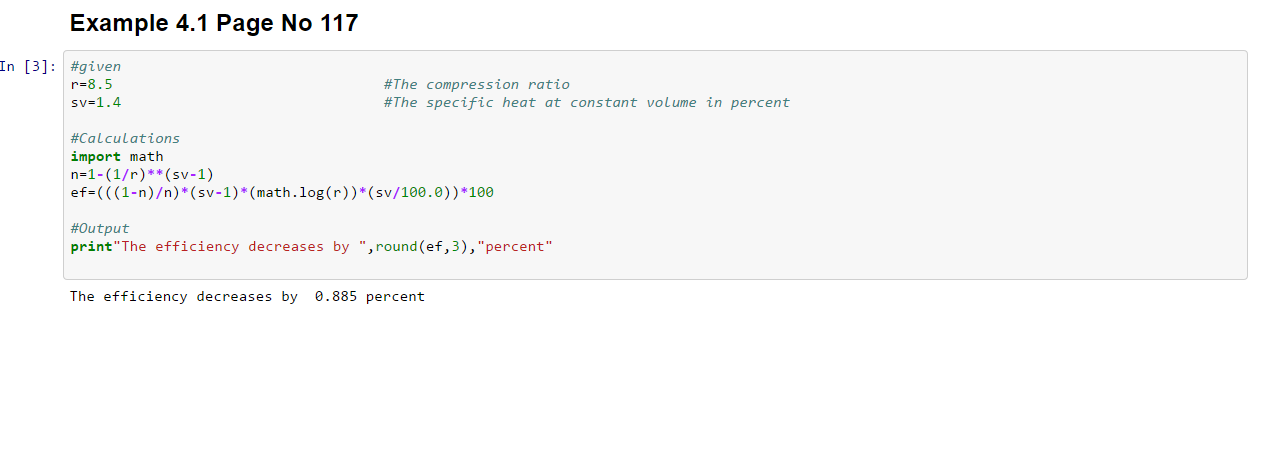 Example 4.1 Page No 117
In [3]: #given
r=8.5 #The compression ratio
sv=1.4 #The specific heat at constant volume in percent
#Calculations
import math
n=1-(1/r)**(sv-1)
ef=(((1-n)/n)*(sv-1)*(math.log(r))*(sv/100.0))*100
#Output
print"The efficiency decreases by ",round(ef,3),"percent"
The efficiency decreases by  0.885 percent